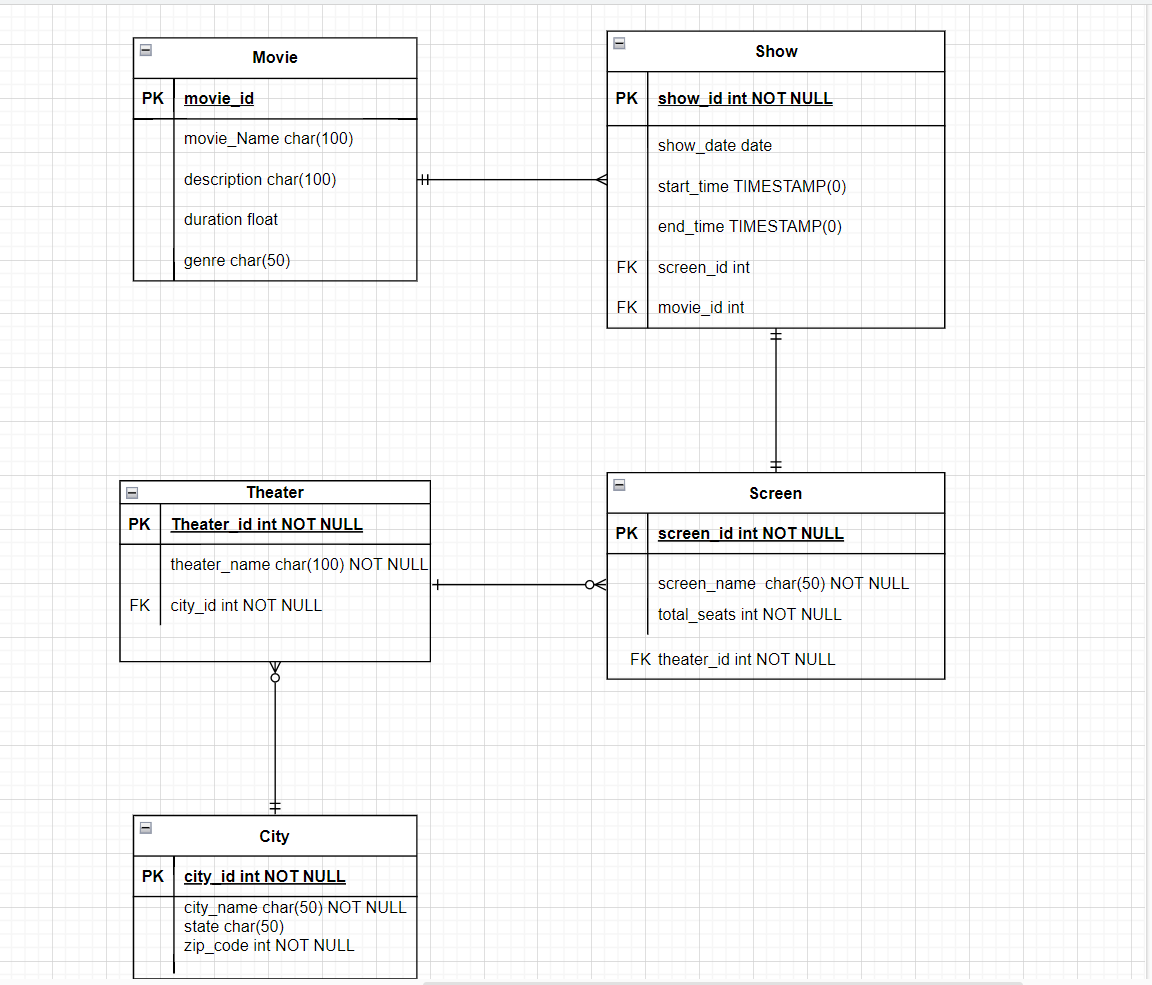 Movie
PK movie_id
movie_Name char(100)
description char(100)
duration float
genre char(50)
Show
PK show_id int NOT NULL
show_date date
start_time TIMESTAMP(0)
end_time TIMESTAMP(0)
FK screen_id int
FK movie_id int
Theater
PK Theater_id int NOT NULL
theater_name char(100) NOT NULL
FK city_id int NOT NULL
Screen
PK screen_id int NOT NULL
screen_name  char(50) NOT NULL
total_seats int NOT NULL
FK theater_id int NOT NULL
City
PK city_id int NOT NULL
city_name char(50) NOT NULL
state char(50)
zip_code int NOT NULL